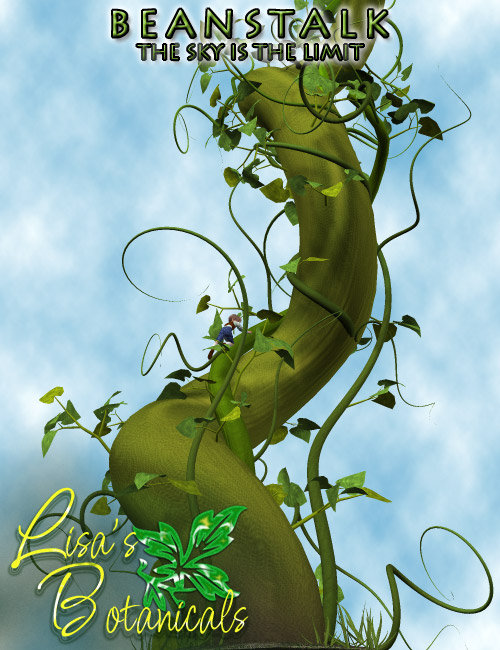 BEANSTALK
THE SKY IS THE LIMIT
Lisa's
Botanicals